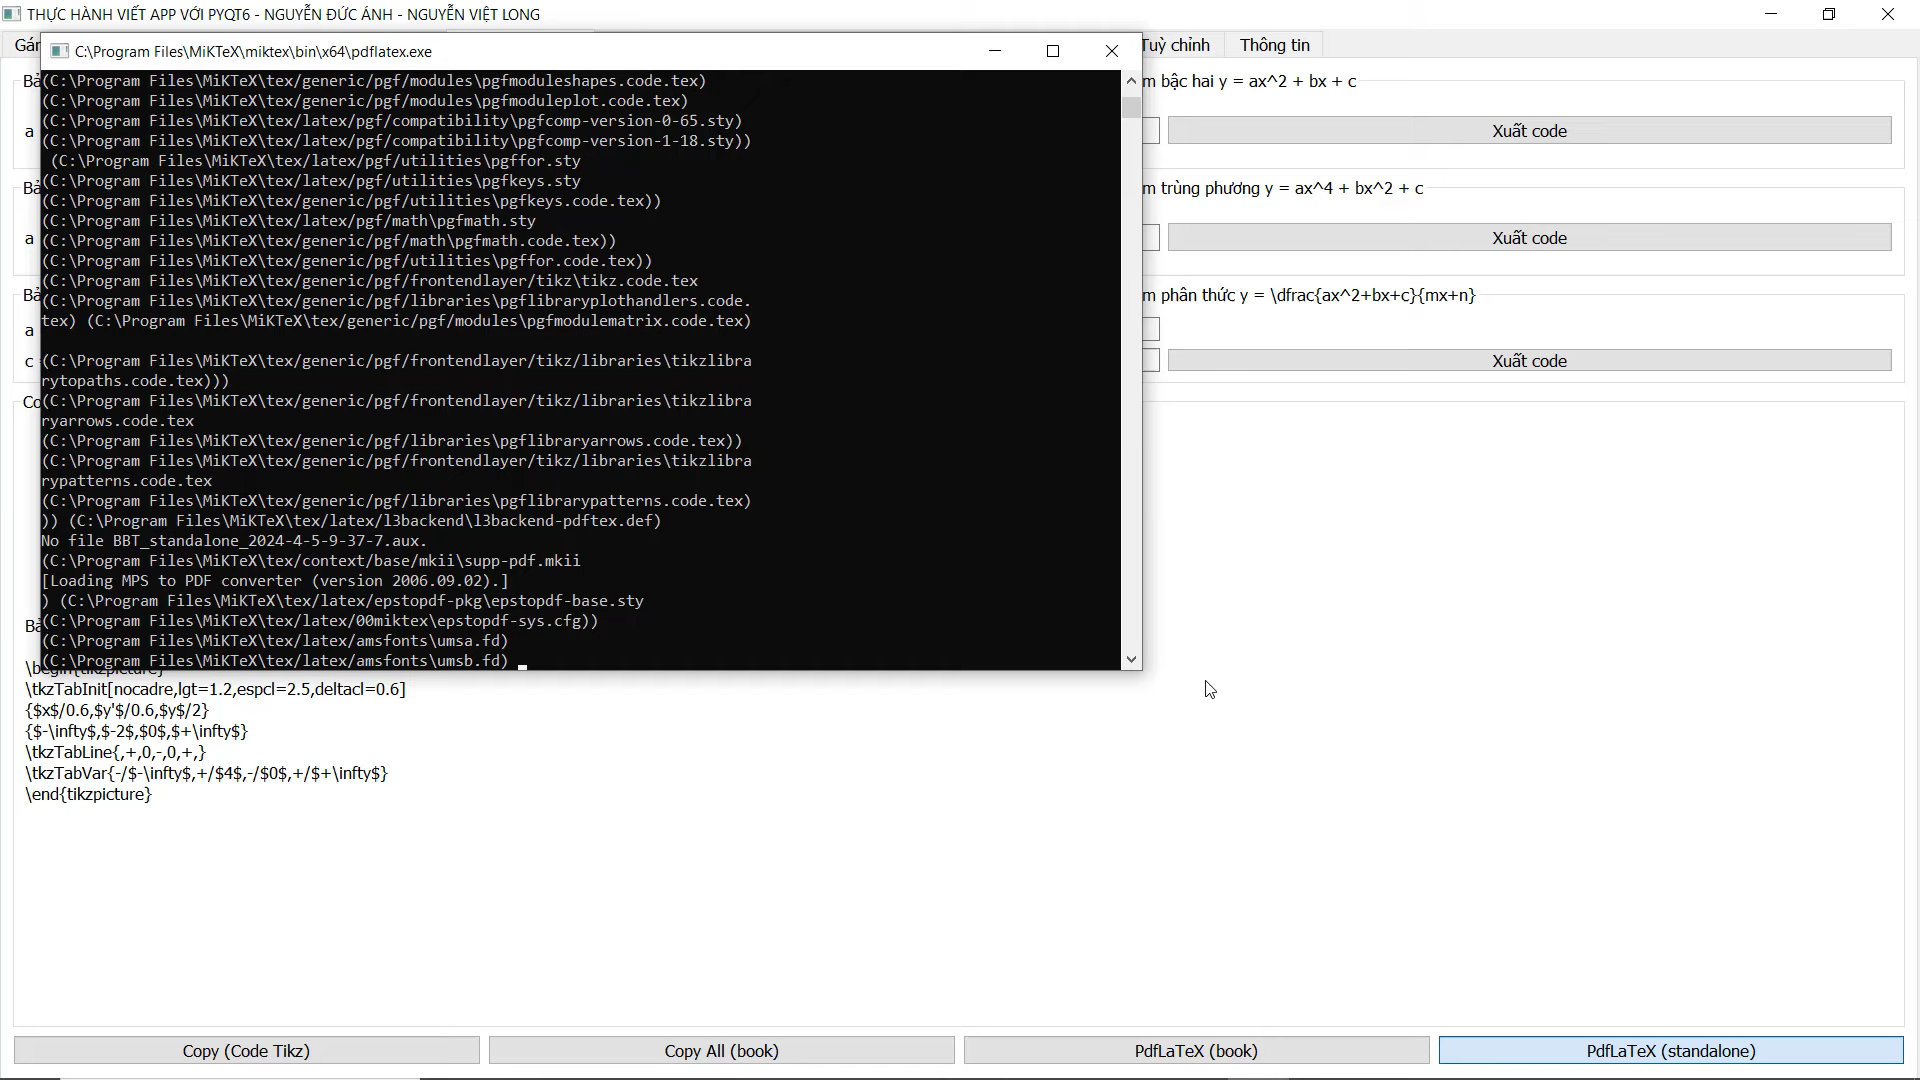 THỰC HÀNH VIẾT APP VỚI PYQT6 - NGUYỄN ĐỨC ÁNH - NGUYỄN VIỆT LONG
Tuỳ chỉnh
Thông tin
C:\Program Files\MiKTeX\miktex\bin\x64\pdflatex.exe
(C:\Program Files\MiKTeX\tex/generic/pgf/modules\pgfmoduleshapes.code.tex)
(C:\Program Files\MiKTeX\tex/generic/pgf/modules\pgfmoduleplot.code.tex)
(C:\Program Files\MiKTeX\tex/latex/pgf/compatibility\pgfcomp-version-0-65.sty)
(C:\Program Files\MiKTeX\tex/latex/pgf/compatibility\pgfcomp-version-1-18.sty))
(C:\Program Files\MiKTeX\tex/latex/pgf/utilities\pgffor.sty
(C:\Program Files\MiKTeX\tex/latex/pgf/utilities\pgfkeys.sty
(C:\Program Files\MiKTeX\tex/generic/pgf/utilities\pgfkeys.code.tex))
(C:\Program Files\MiKTeX\tex/latex/pgf/math\pgfmath.sty
(C:\Program Files\MiKTeX\tex/generic/pgf/math\pgfmath.code.tex))
(C:\Program Files\MiKTeX\tex/generic/pgf/utilities\pgffor.code.tex))
(C:\Program Files\MiKTeX\tex/generic/pgf/frontendlayer/tikz\tikz.code.tex
(C:\Program Files\MiKTeX\tex/generic/pgf/libraries\pgflibraryplothandlers.code.
tex) (C:\Program Files\MiKTeX\tex/generic/pgf/modules\pgfmodulematrix.code.tex)
(C:\Program Files\MiKTeX\tex/generic/pgf/frontendlayer/tikz/libraries\tikzlibra
rytopaths.code.tex)))
(C:\Program Files\MiKTeX\tex/generic/pgf/frontendlayer/tikz/libraries\tikzlibra
ryarrows.code.tex
(C:\Program Files\MiKTeX\tex/generic/pgf/libraries\pgflibraryarrows.code.tex))
(C:\Program Files\MiKTeX\tex/generic/pgf/frontendlayer/tikz/libraries\tikzlibra
rypatterns.code.tex
(C:\Program Files\MiKTeX\tex/generic/pgf/libraries\pgflibrarypatterns.code.tex)
)) (C:\Program Files\MiKTeX\tex/latex/l3backend\l3backend-pdftex.def)
No file BBT_standalone_2024-4-5-9-37-7.aux.
(C:\Program Files\MiKTeX\tex/context/base/mkii\supp-pdf.mkii
[Loading MPS to PDF converter (version 2006.09.02).]
) (C:\Program Files\MiKTeX\tex/latex/epstopdf-pkg\epstopdf-base.sty
(C:\Program Files\MiKTeX\tex/latex/00miktex\epstopdf-sys.cfg))
(C:\Program Files\MiKTeX\tex/latex/amsfonts\umsa.fd)
(C:\Program Files\MiKTeX\tex/latex/amsfonts\umsb.fd)
m bậc hai y = ax^2 + bx + c
a
Xuất code
m trùng phương y = ax^4 + bx^2 + c
a
Xuất code
m phân thức y = \dfrac{ax^2+bx+c}{mx+n}
a
c
Xuất code
\begin{tikzpicture}
\tkzTabInit[nocadre,lgt=1.2,espcl=2.5,deltacl=0.6]
{$x$/0.6,$y'$/0.6,$y$/2}
{$-\infty$,$-2$,$0$,$+\infty$}
\tkzTabLine{,+,0,-,0,+,}
\tkzTabVar{-/$-\infty$,+/$4$,-/$0$,+/$+\infty$}
\end{tikzpicture}
Copy (Code Tikz)
Copy All (book)
PdfLaTeX (book)
PdfLaTeX (standalone)